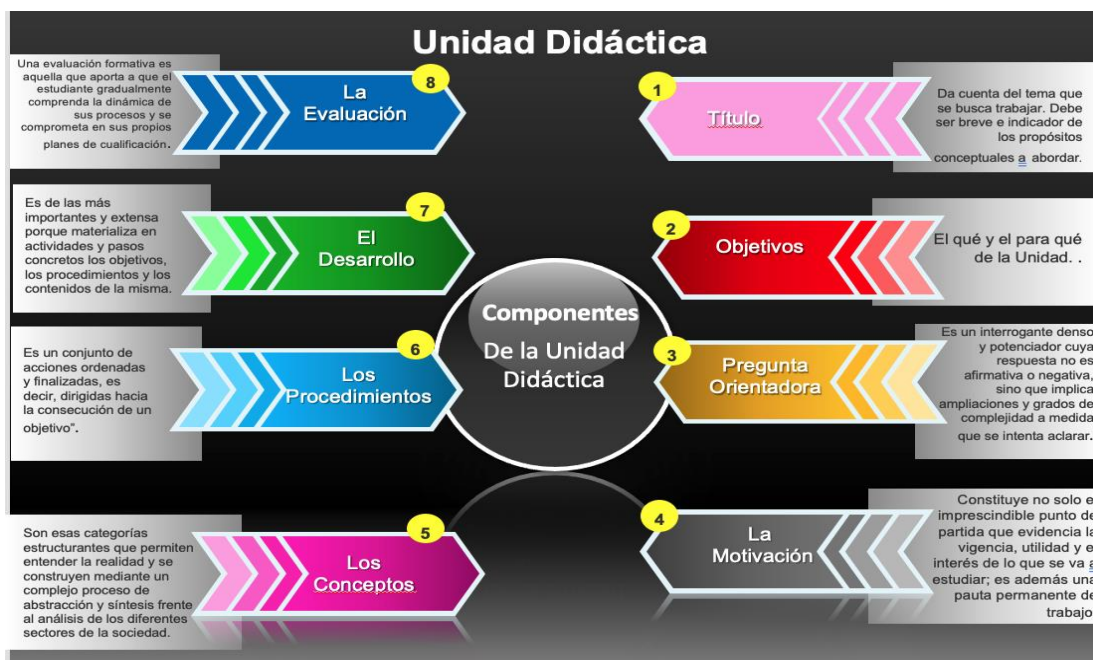 Unidad Didáctica
1
Título
Da cuenta del tema que
se busca trabajar. Debe
ser breve e indicador de
los propósitos
conceptuales a abordar.
2
Objetivos
El qué y el para qué
de la Unidad. .
3
Pregunta
Orientadora
Es un interrogante denso
y potenciador cuya
respuesta no es
afirmativa o negativa,
sino que implica
ampliaciones y grados de
complejidad a medida
que se intenta aclarar.
4
La
Motivación
Constituye no solo e
imprescindible punto de
partida que evidencia la
vigencia, utilidad y e
interés de lo que se va a
estudiar; es además una
pauta permanente de
trabajo
5
Los
Conceptos
Son esas categorías
estructurantes que permiten
entender la realidad y se
construyen mediante un
complejo proceso de
abstracción y síntesis frente
al análisis de los diferentes
sectores de la sociedad.
6
Los
Procedimientos
Es un conjunto de
acciones ordenadas
y finalizadas, es
decir, dirigidas hacia
la consecución de un
objetivo".
7
El
Desarrollo
Es de las más
importantes y extensa
porque materializa en
actividades y pasos
concretos los objetivos,
los procedimientos y los
contenidos de la misma.
8
La
Evaluación
Una evaluación formativa es
aquella que aporta a que el
estudiante gradualmente
comprenda la dinámica de
sus procesos y se
comprometa en sus propios
planes de cualificación.
Componentes
De la Unidad
Didáctica